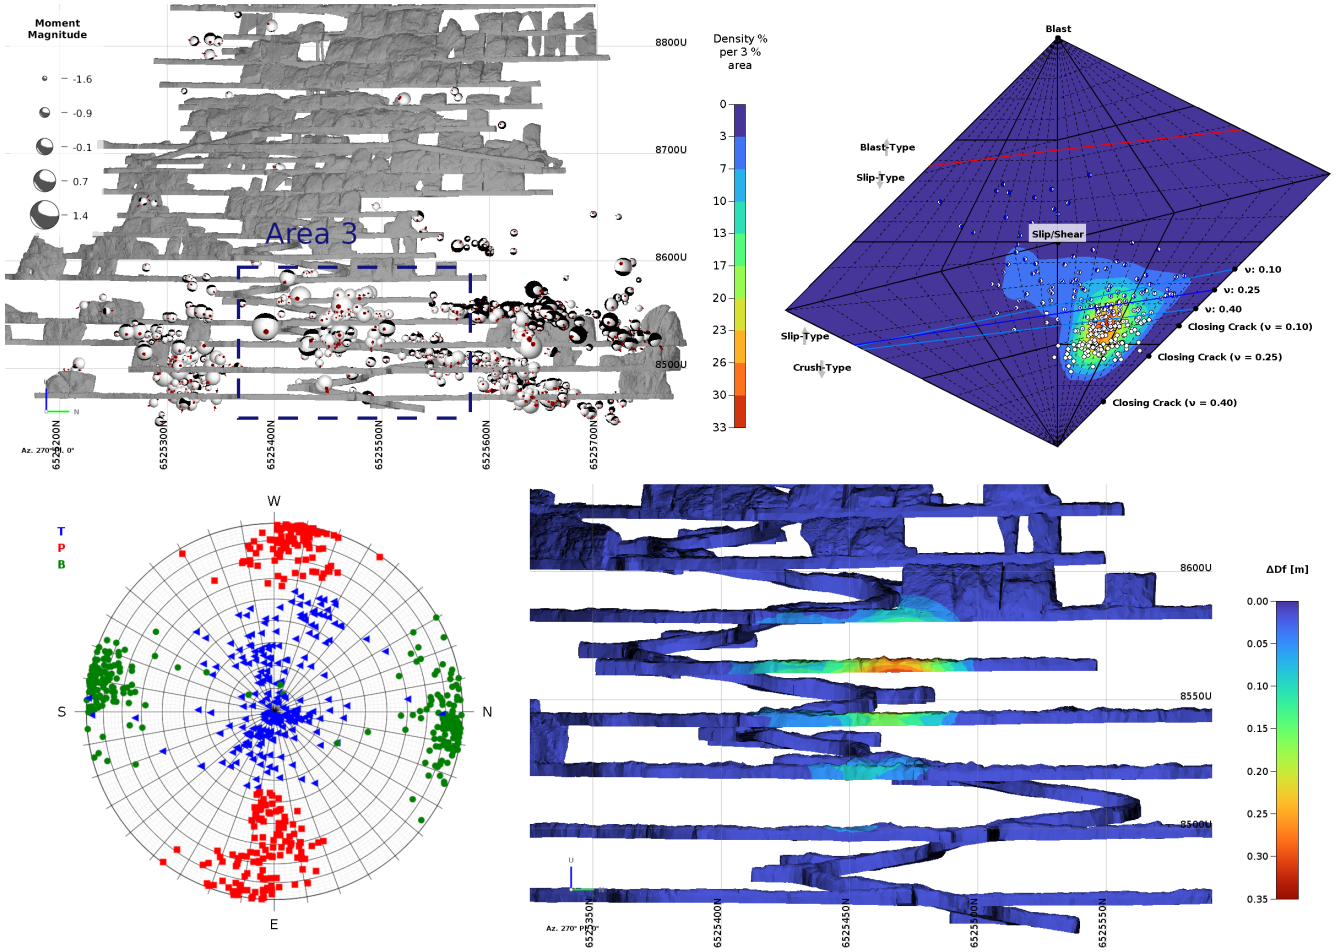 Moment
Magnitude
-1.6
-0.9
-0.1
0.7
1.4
8800U
8700U
8600U
8500U
Area 3
N
Az. 270°
6525200N
6525300N
6525400N
6525500N
6525600N
6525700N
Density %
per 3 %
area
0
3
7
10
13
17
20
23
26
30
33
Blast
Blast-Type
Slip-Type
Slip/Shear
ν: 0.10
ν: 0.25
ν: 0.40
Closing Crack (ν = 0.10)
Closing Crack (ν = 0.25)
Closing Crack (ν = 0.40)
Slip-Type
Crush-Type
T
P
B
W
S
N
E
8600U
8550U
8500U
U
Az. 270°
6525350N
6525400N
6525450N
6525500N
6525550N
ΔDf [m]
0.00
0.05
0.10
0.15
0.20
0.25
0.30
0.35